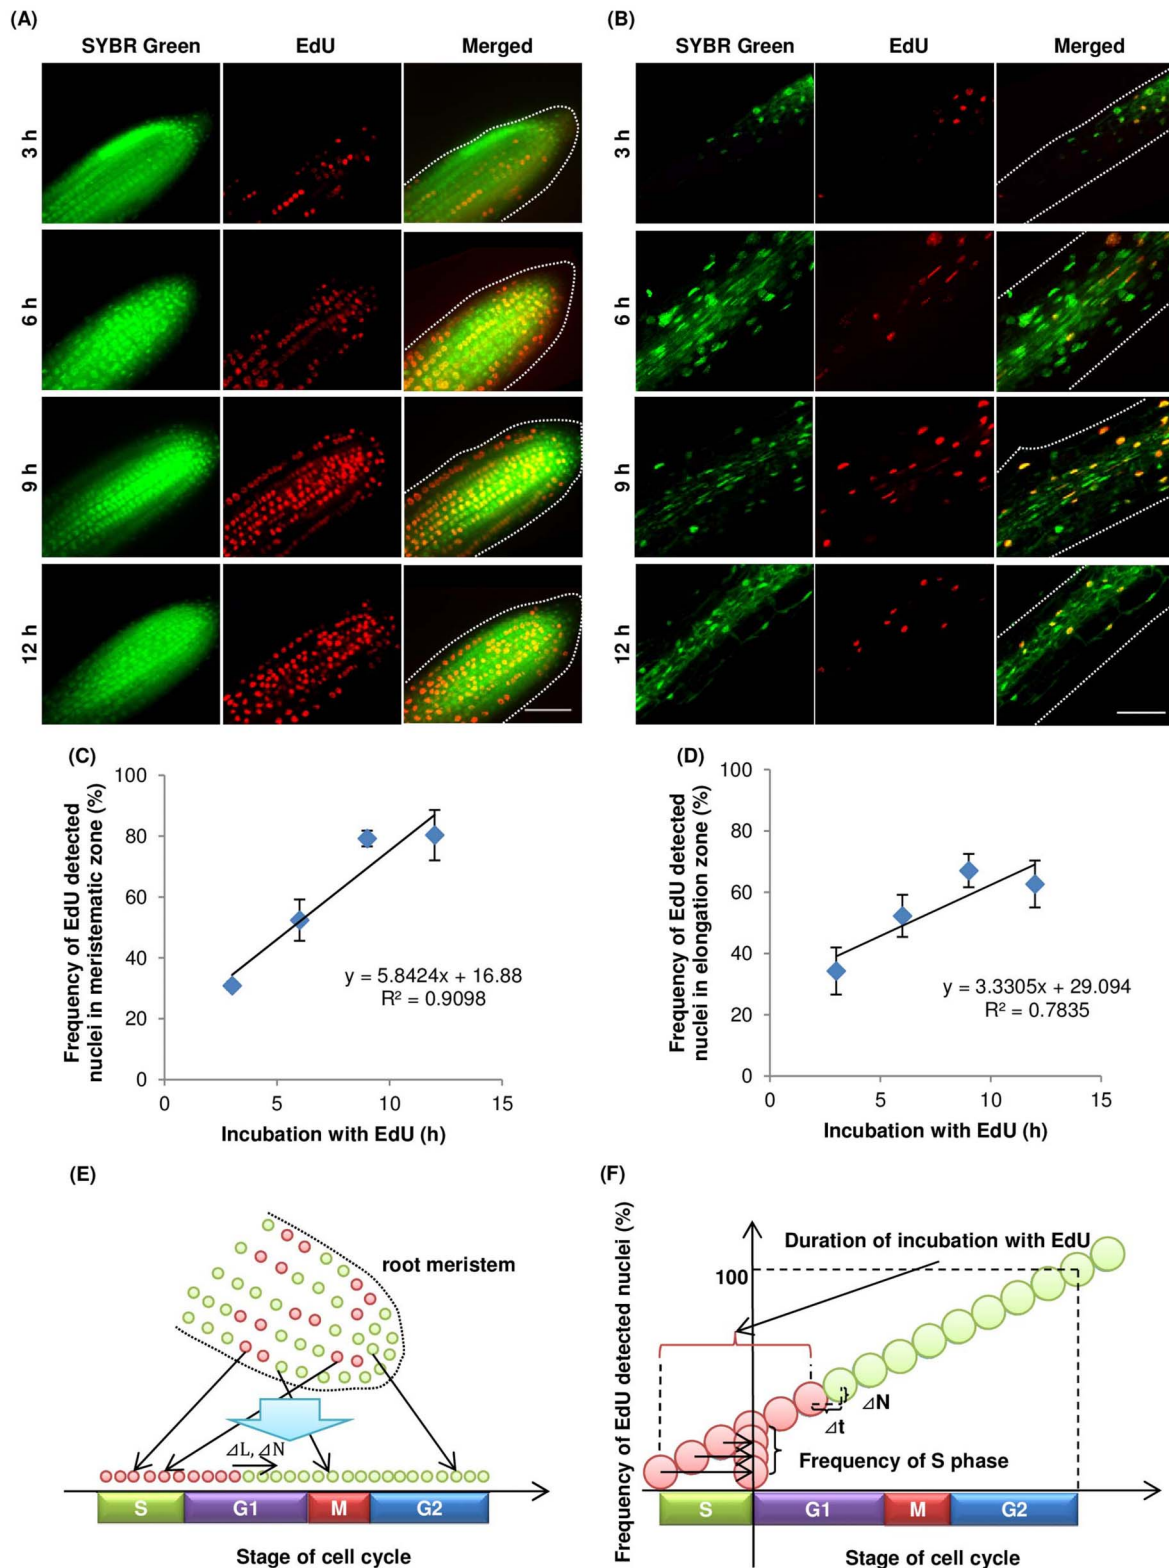 (A)
SYBR Green EdU Merged
3 h
6 h
9 h
12 h
(B)
SYBR Green EdU Merged
3 h
6 h
9 h
12 h
(C)
Frequency of EdU detected
nuclei in meristematic zone (%)
100
80
60
40
20
0
y = 5.8424x + 16.88
R² = 0.9098
0 5 10 15
Incubation with EdU (h)
(D)
Frequency of EdU detected
nuclei in elongation zone (%)
100
80
60
40
20
0
y = 3.3305x + 29.094
R² = 0.7835
0 5 10 15
Incubation with EdU (h)
(E)
root meristem
⊿L, ⊿N
S G1 M G2
Stage of cell cycle
(F)
Frequency of EdU detected nuclei (%)
Duration of incubation with EdU
100
⊿N
⊿t
Frequency of S phase
S G1 M G2
Stage of cell cycle